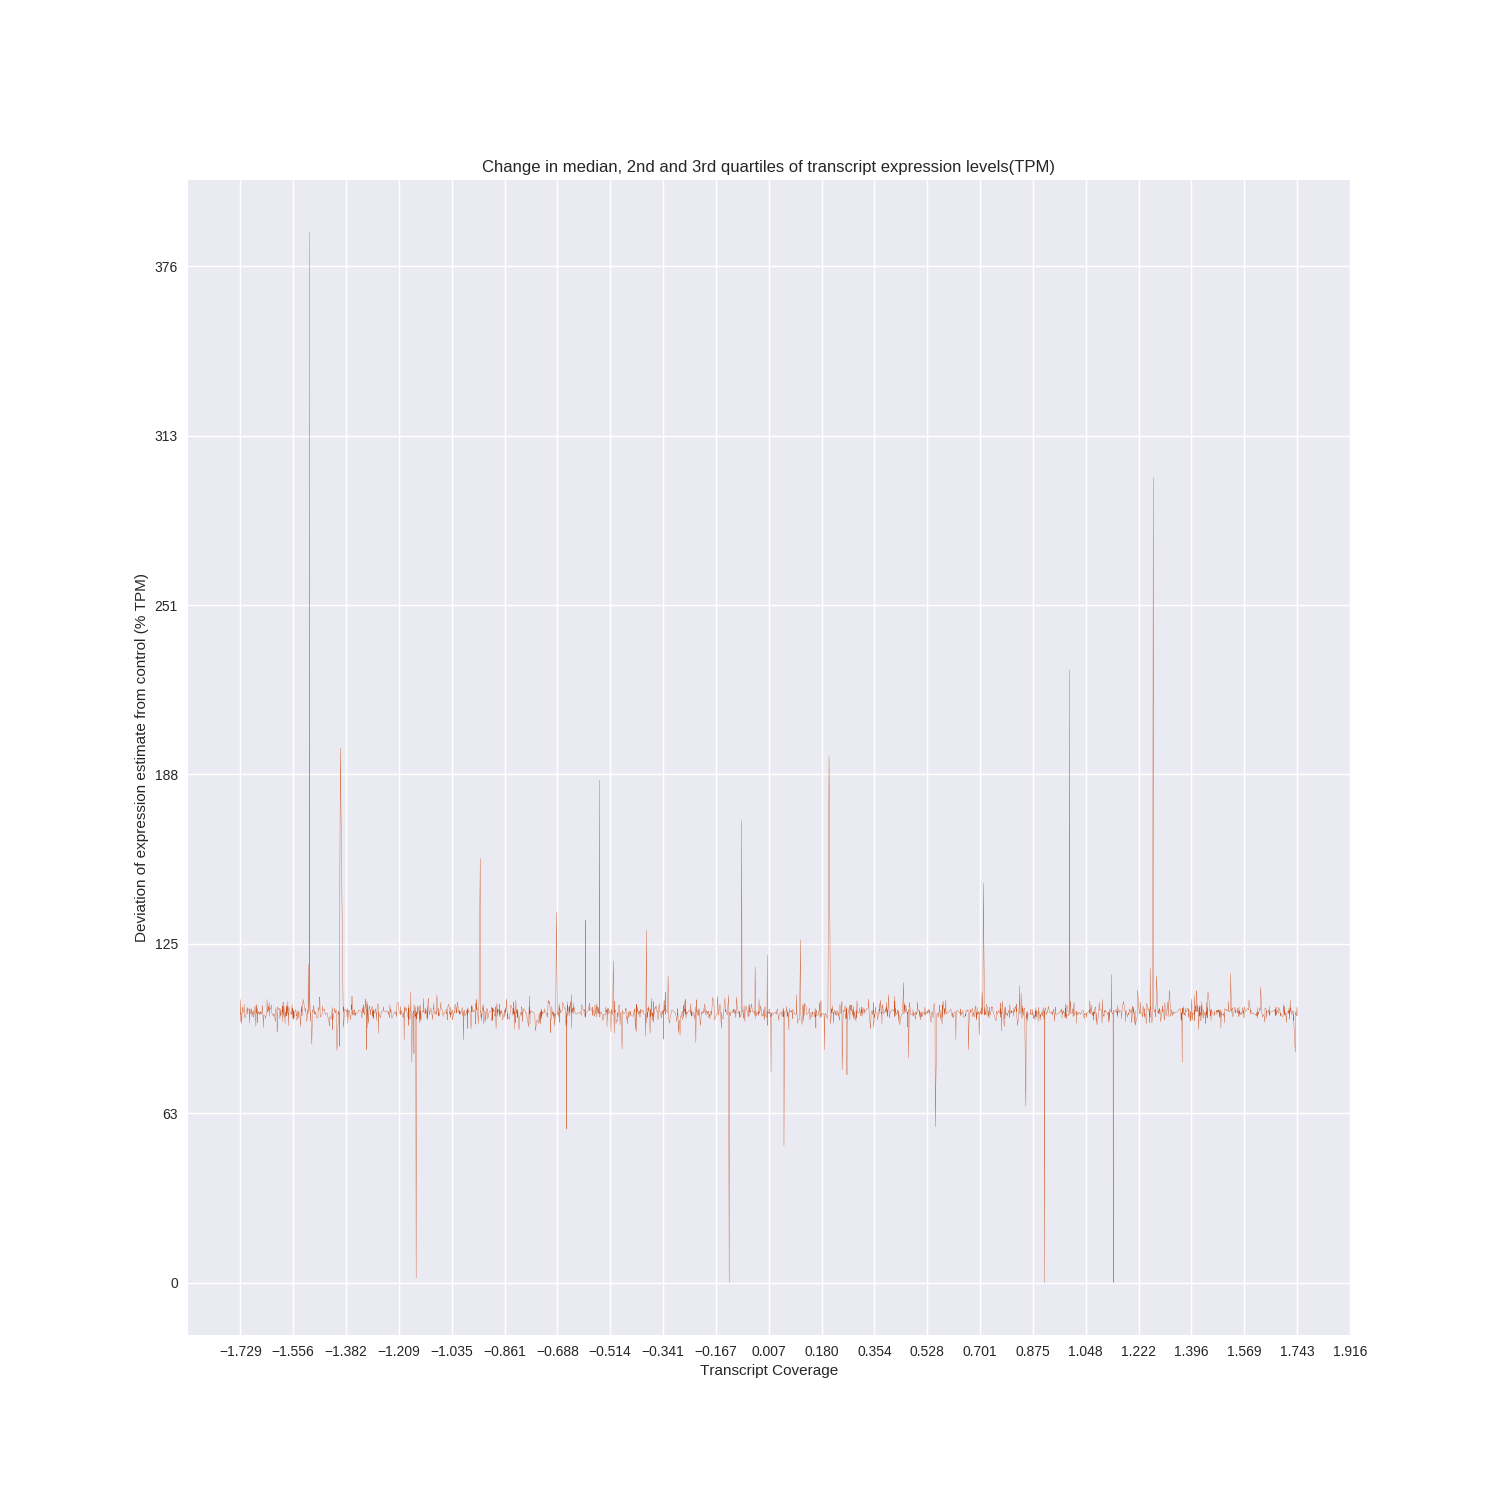 Change in median, 2nd and 3rd quartiles of transcript expression levels(TPM)
Deviation of expression estimate from control (% TPM)
376
313
251
188
125
63
0
−1.729 −1.556 −1.382 −1.209 −1.035 −0.861 −0.688 −0.514 −0.341 −0.167 0.007 0.180 0.354 0.528 0.701 0.875 1.048 1.222 1.396 1.569 1.743 1.916
Transcript Coverage